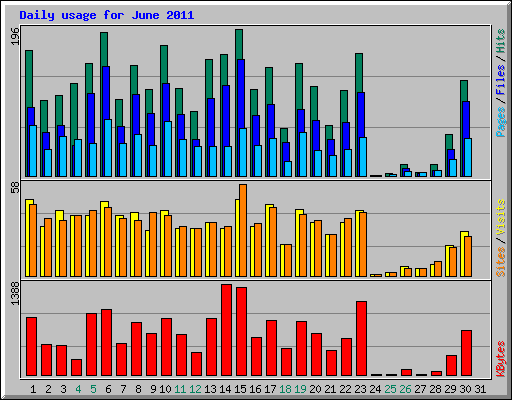 Daily usage for June 2011
196
Pages / Files / Hits
58
Sites / Visits
1388
KBytes
1 2 3 4 5 6 7 8 9 10 11 12 13 14 15 16 17 18 19 20 21 22 23 24 25 26 27 28 29 30 31